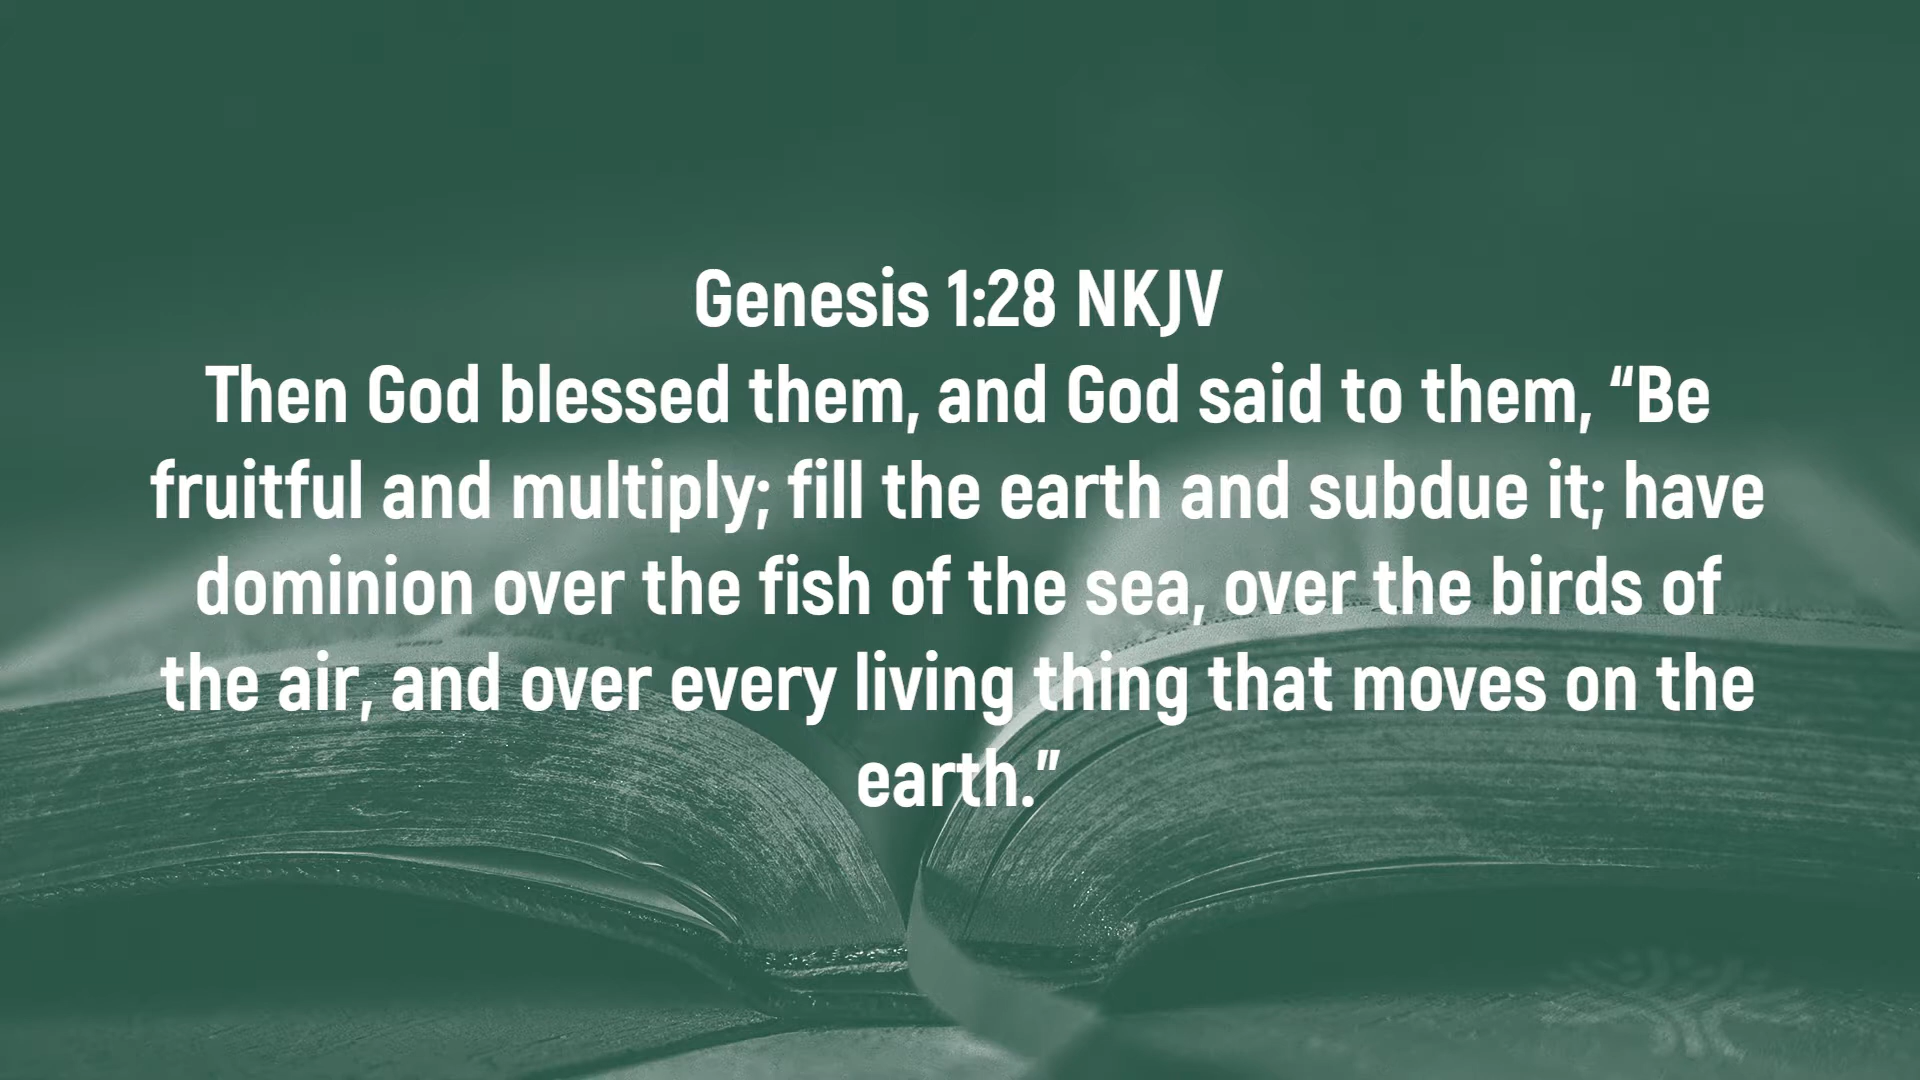 Genesis 1:28 NKJV
Then God blessed them, and God said to them, “Be
fruitful and multiply; fill the earth and subdue it; have
dominion over the fish of the sea, over the birds of
the air, and over every living thing that moves on the
earth.”